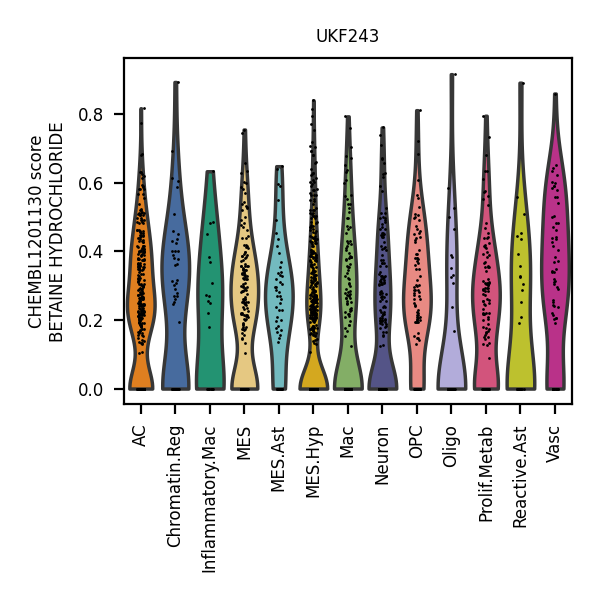 UKF243
CHEMBL1201130 score
BETAINE HYDROCHLORIDE
0.8
0.6
0.4
0.2
0.0
AC
Chromatin.Reg
Inflammatory.Mac
MES
MES.Ast
MES.Hyp
Mac
Neuron
OPC
Oligo
Prolif.Metab
Reactive.Ast
Vasc